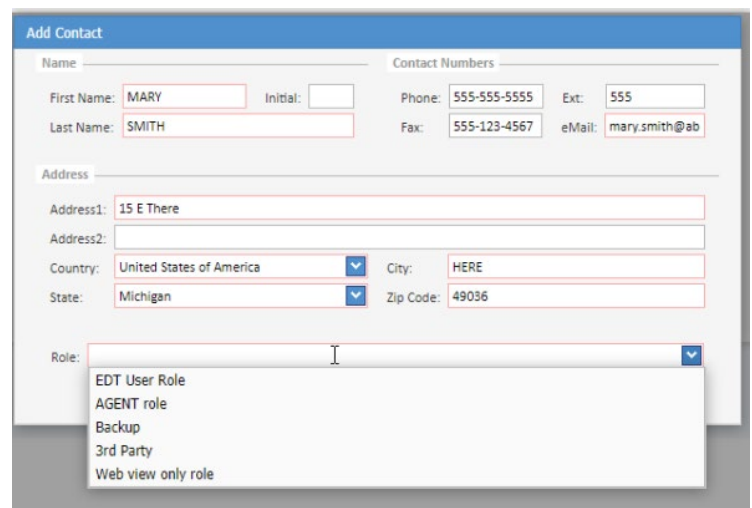 Add Contact
Name
Contact Numbers
First Name: MARY Initial: Phone: 555-555-5555 Ext: 555
Last Name: SMITH Fax: 555-123-4567 eMail: mary.smith@ab
Address
Address1: 15 E There
Address2:
Country: United States of America City: HERE
State: Michigan Zip Code: 49036
Role:
EDT User Role
AGENT role
Backup
3rd Party
Web view only role